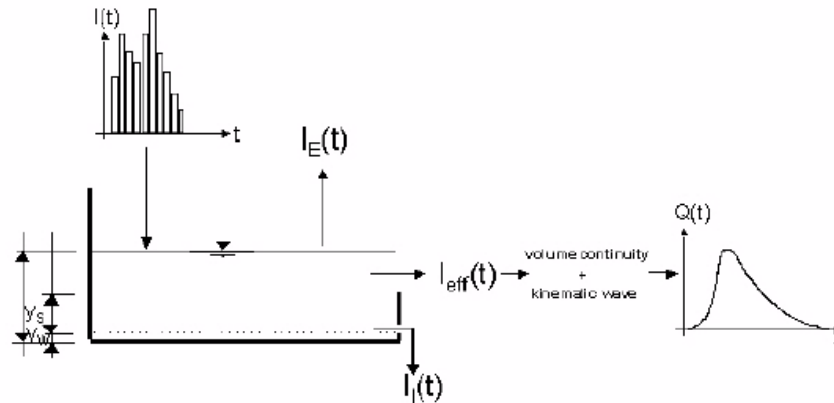 I(t)
t
I_E(t)
Q(t)
I_eff(t)
volume continuity
+
kinematic wave
y_s
y_w
I_I(t)